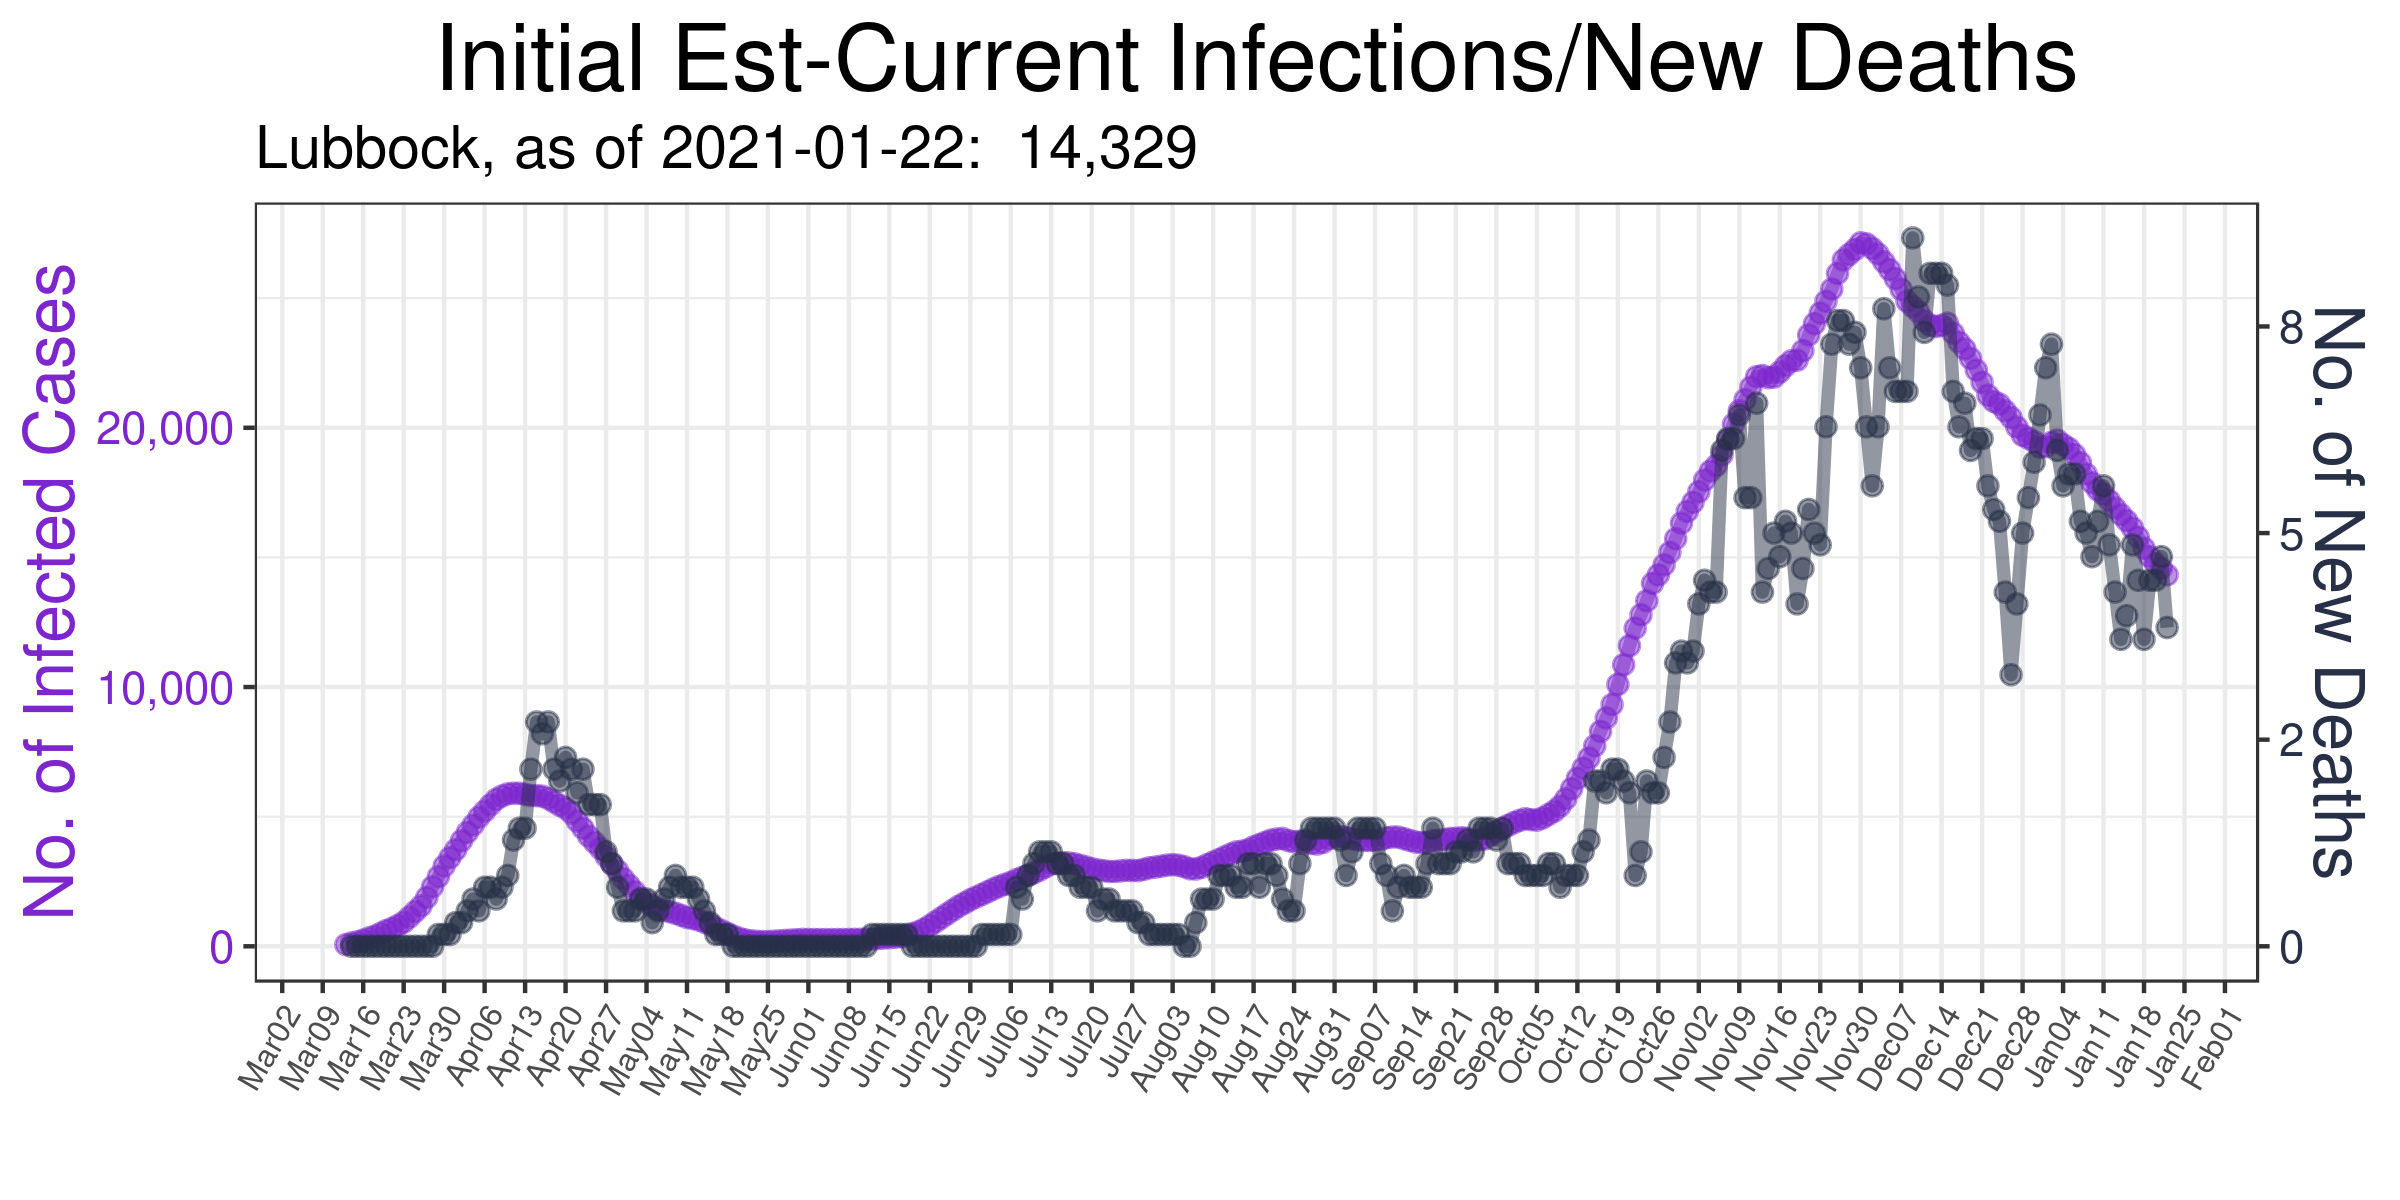 Initial Est-Current Infections/New Deaths
Lubbock, as of 2021-01-22:  14,329
No. of Infected Cases
20,000
10,000
0
8
5
2
0
No. of New Deaths
Mar02
Mar09
Mar16
Mar23
Mar30
Apr06
Apr13
Apr20
Apr27
May04
May11
May18
May25
Jun01
Jun08
Jun15
Jun22
Jun29
Jul06
Jul13
Jul20
Jul27
Aug03
Aug10
Aug17
Aug24
Aug31
Sep07
Sep14
Sep21
Sep28
Oct05
Oct12
Oct19
Oct26
Nov02
Nov09
Nov16
Nov23
Nov30
Dec07
Dec14
Dec21
Dec28
Jan04
Jan11
Jan18
Jan25
Feb01